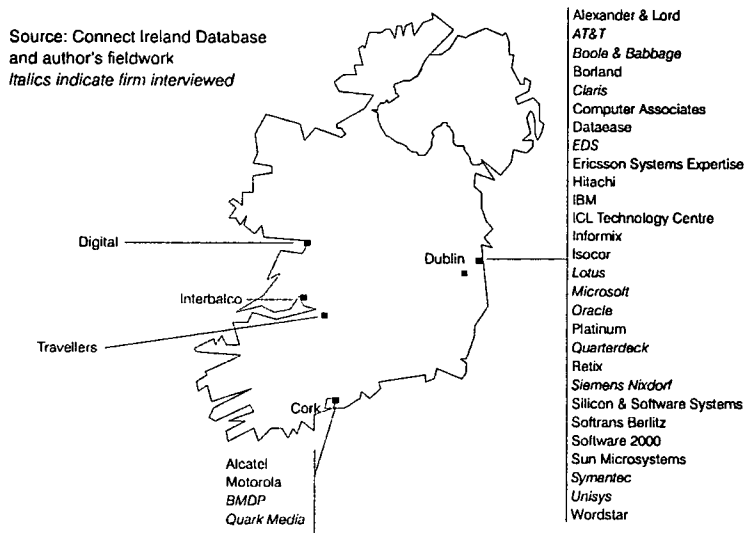 Source: Connect Ireland Database
and author's fieldwork
Italics indicate firm interviewed
Digital
Interbalco
Travellers
Dublin
Cork
Alcatel
Motorola
BMDP
Quark Media
Alexander & Lord
AT&T
Boole & Babbage
Borland
Claris
Computer Associates
Dataease
EDS
Ericsson Systems Expertise
Hitachi
IBM
ICL Technology Centre
Informix
Isocor
Lotus
Microsoft
Oracle
Platinum
Quarterdeck
Retix
Siemens Nixdorf
Silicon & Software Systems
Softrans Berlitz
Software 2000
Sun Microsystems
Symantec
Unisys
Wordstar